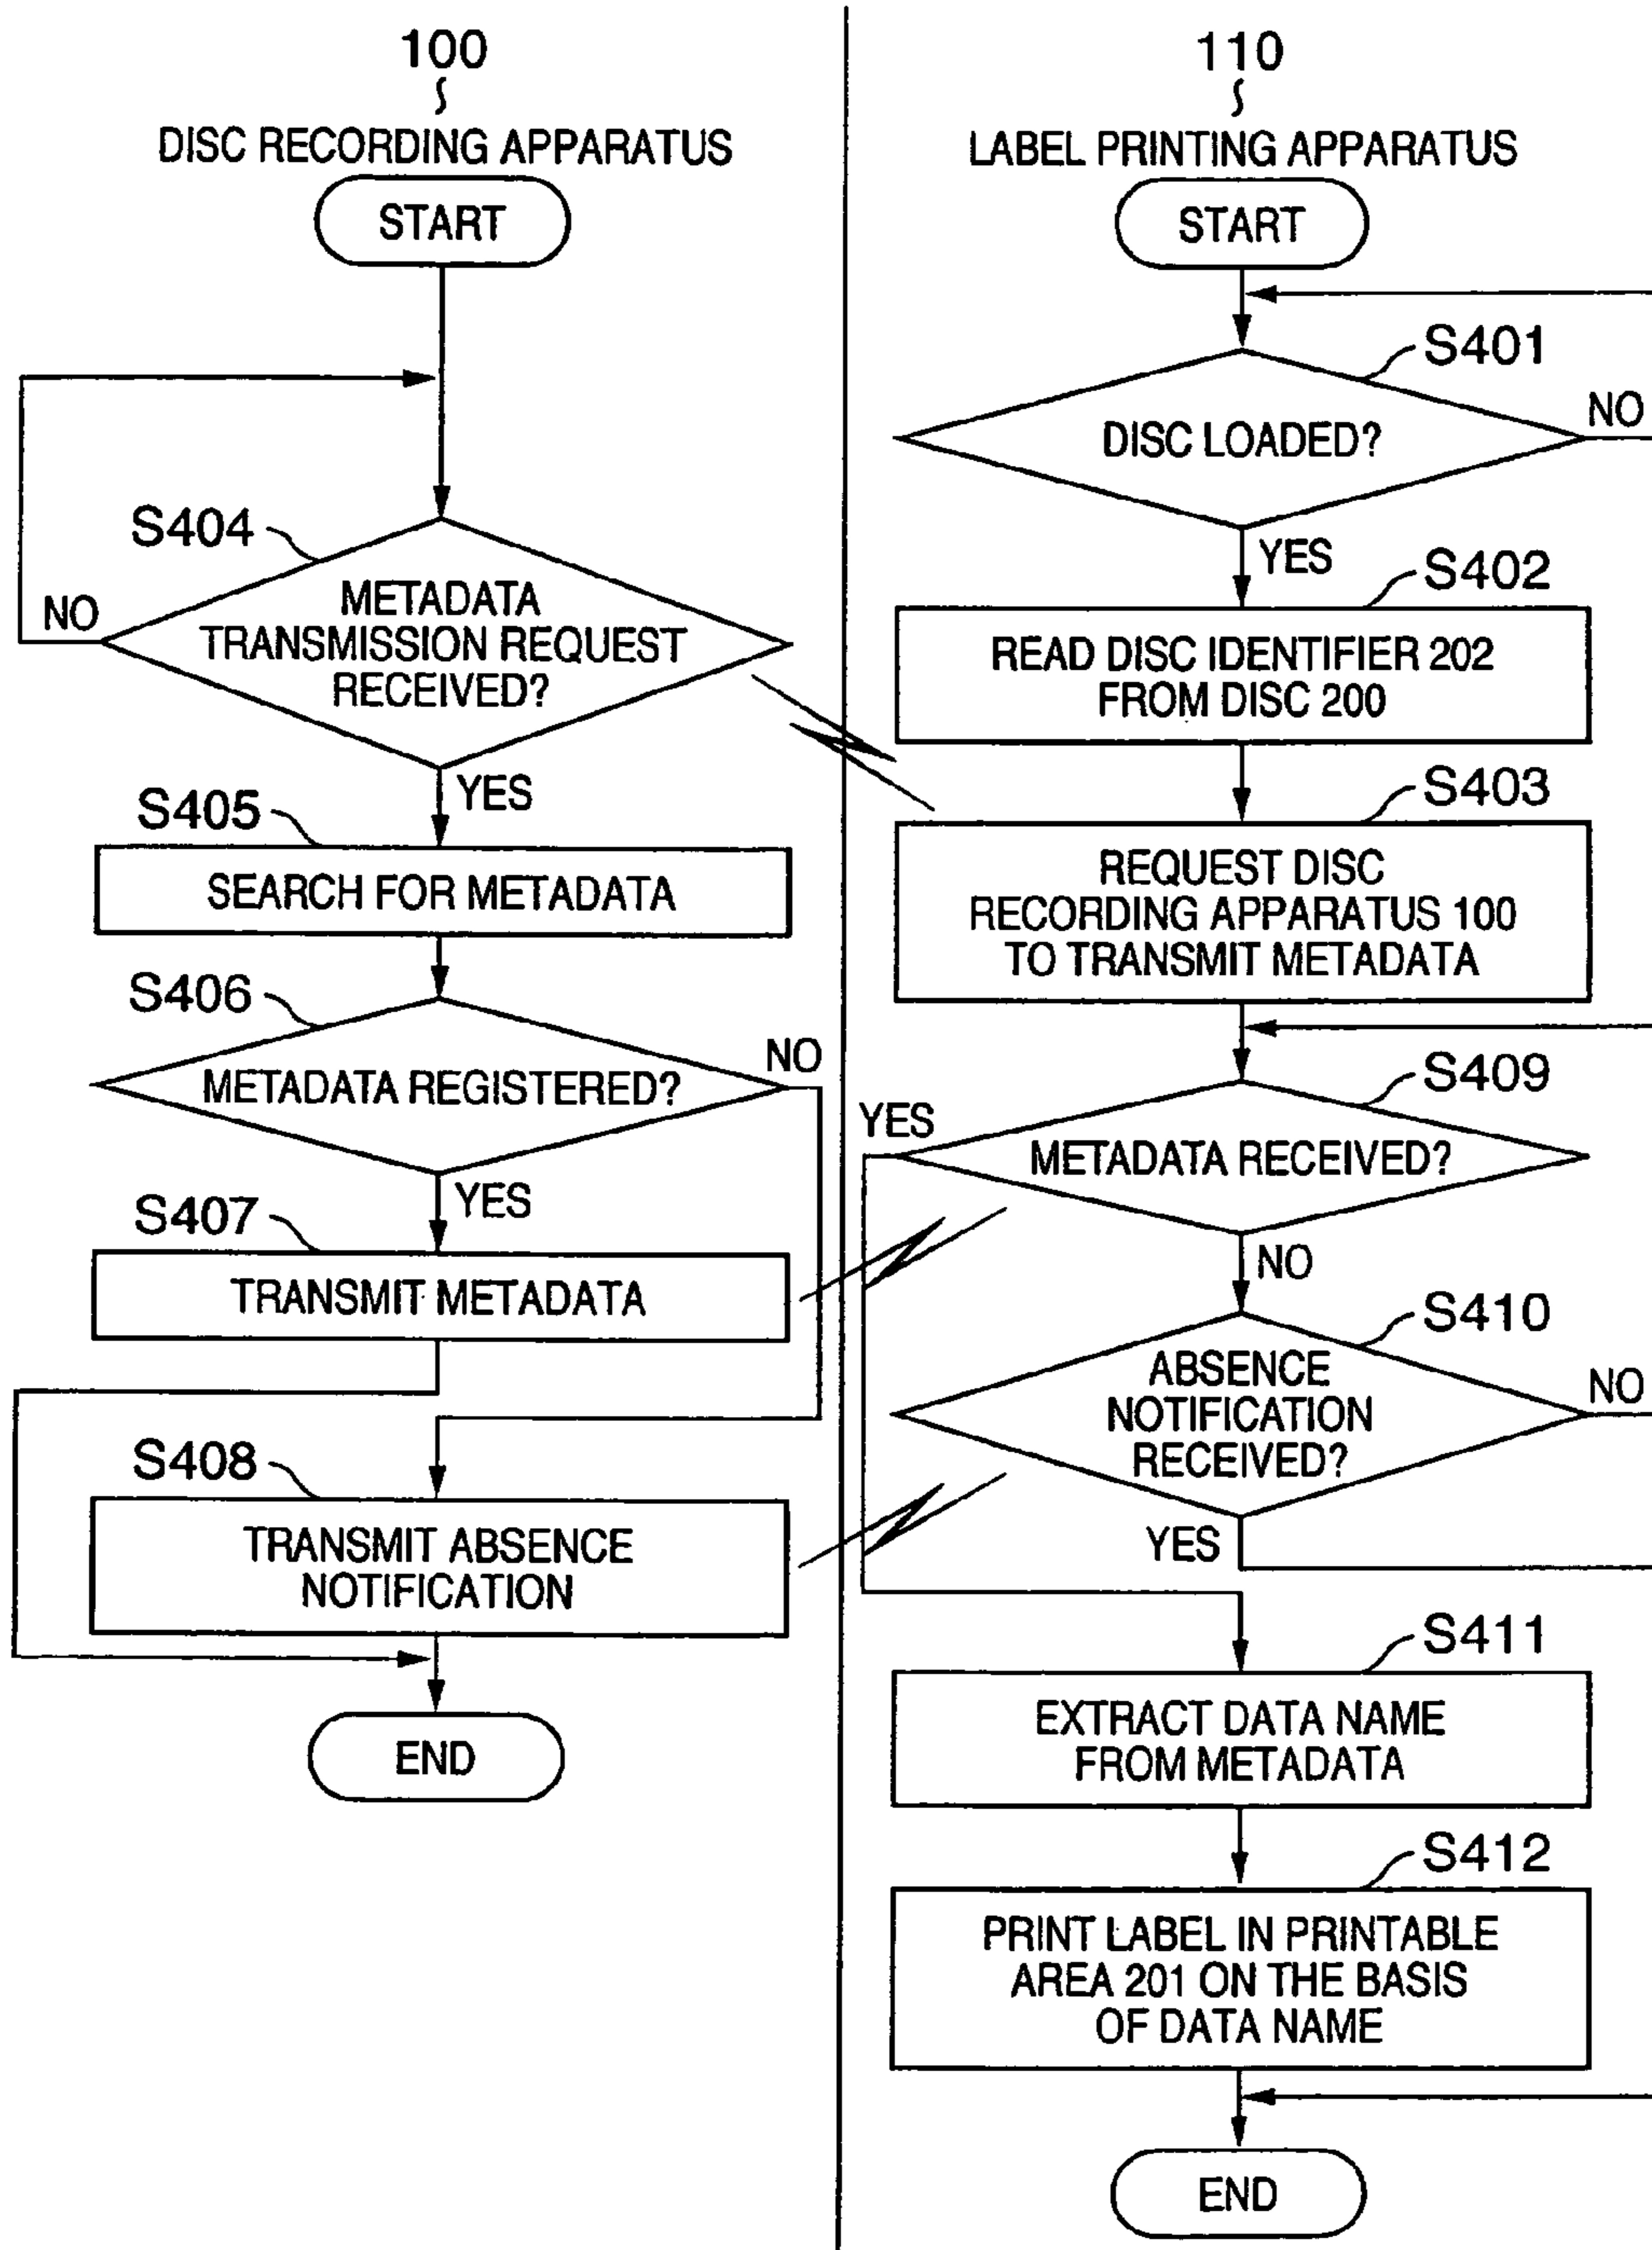 100
DISC RECORDING APPARATUS
START
S404
METADATA
TRANSMISSION REQUEST
RECEIVED?
NO
YES
S405
SEARCH FOR METADATA
S406
METADATA REGISTERED?
NO
YES
S407
TRANSMIT METADATA
S408
TRANSMIT ABSENCE
NOTIFICATION
END
110
LABEL PRINTING APPARATUS
START
S401
DISC LOADED?
NO
YES
S402
READ DISC IDENTIFIER 202
FROM DISC 200
S403
REQUEST DISC
RECORDING APPARATUS 100
TO TRANSMIT METADATA
S409
YES
METADATA RECEIVED?
NO
S410
ABSENCE
NOTIFICATION
RECEIVED?
NO
YES
S411
EXTRACT DATA NAME
FROM METADATA
S412
PRINT LABEL IN PRINTABLE
AREA 201 ON THE BASIS
OF DATA NAME
END